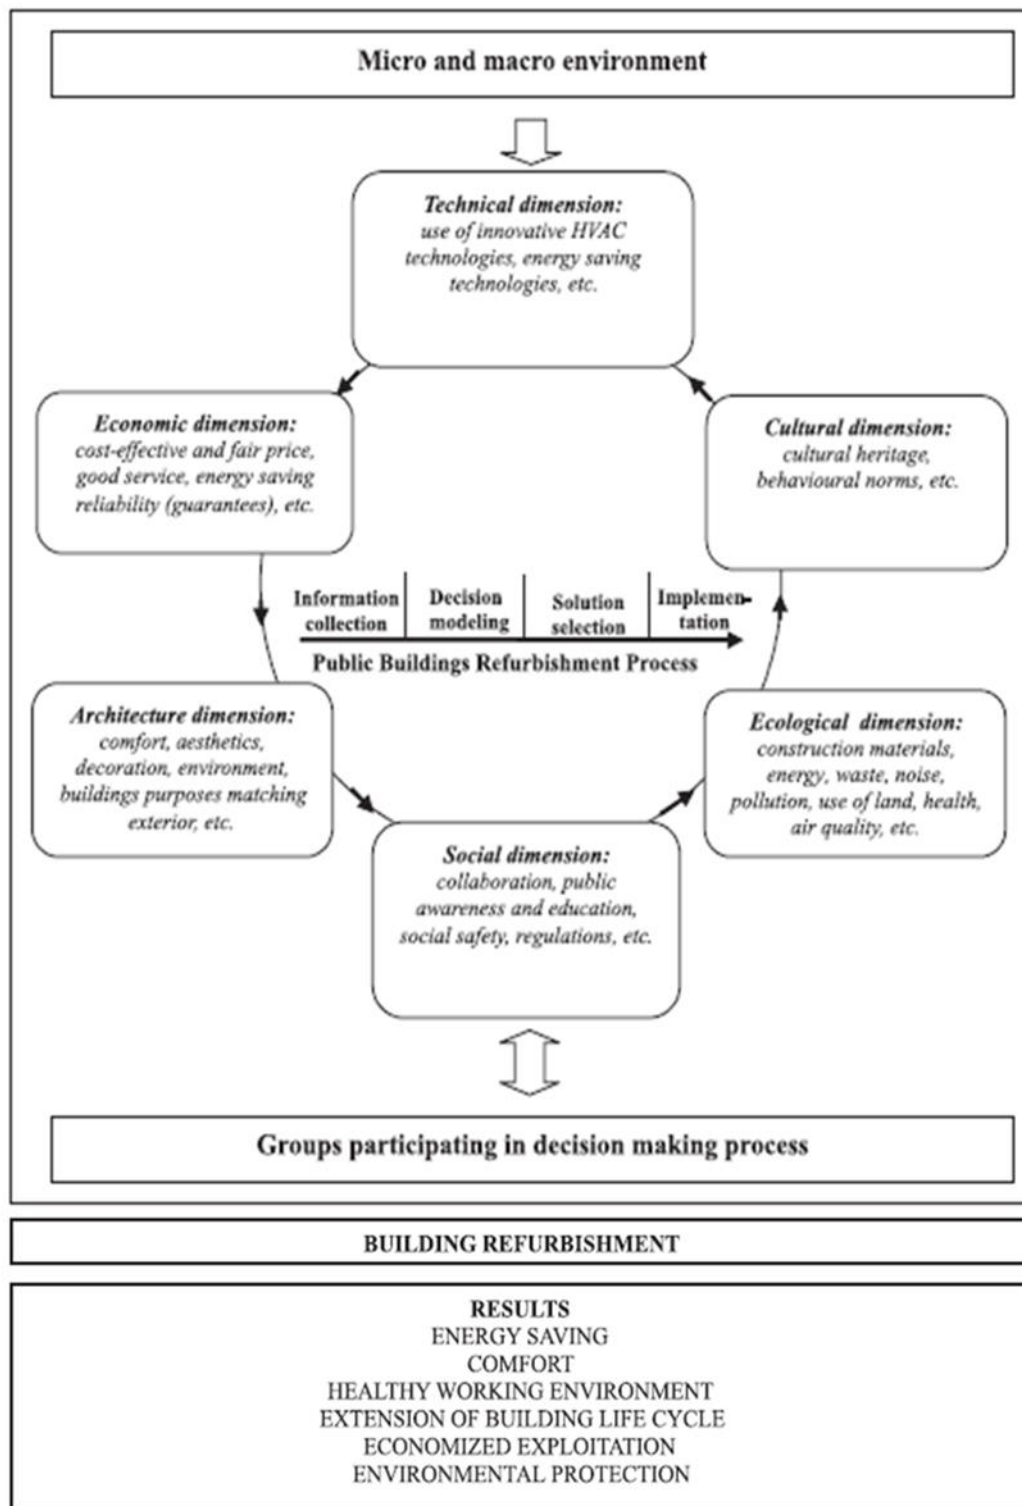 Micro and macro environment
Technical dimension:
use of innovative HVAC
technologies, energy saving
technologies, etc.
Economic dimension:
cost-effective and fair price,
good service, energy saving
reliability (guarantees), etc.
Cultural dimension:
cultural heritage,
behavioural norms, etc.
Information
collection
Decision
modeling
Solution
selection
Implemen-
tation
Public Buildings Refurbishment Process
Architecture dimension:
comfort, aesthetics,
decoration, environment,
buildings purposes matching
exterior, etc.
Ecological dimension:
construction materials,
energy, waste, noise,
pollution, use of land, health,
air quality, etc.
Social dimension:
collaboration, public
awareness and education,
social safety, regulations, etc.
Groups participating in decision making process
BUILDING REFURBISHMENT
RESULTS
ENERGY SAVING
COMFORT
HEALTHY WORKING ENVIRONMENT
EXTENSION OF BUILDING LIFE CYCLE
ECONOMIZED EXPLOITATION
ENVIRONMENTAL PROTECTION